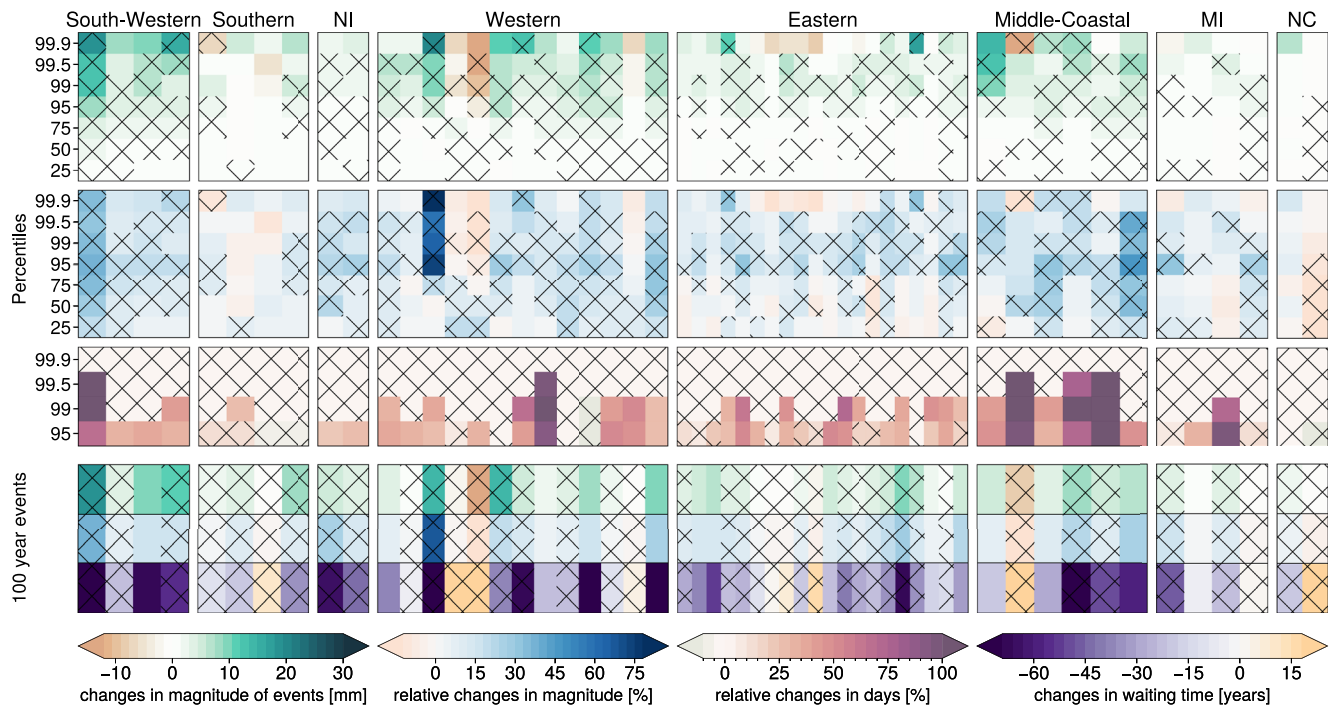 South-Western Southern NI Western Eastern Middle-Coastal MI NC
99.9
99.5
99
95
75
50
25
Percentiles
99.9
99.5
99
95
75
50
25
99.9
99.5
99
95
100 year events
−10 0 10 20 30
changes in magnitude of events [mm]
0 15 30 45 60 75
relative changes in magnitude [%]
0 25 50 75 100
relative changes in days [%]
−60 −45 −30 −15 0 15
changes in waiting time [years]